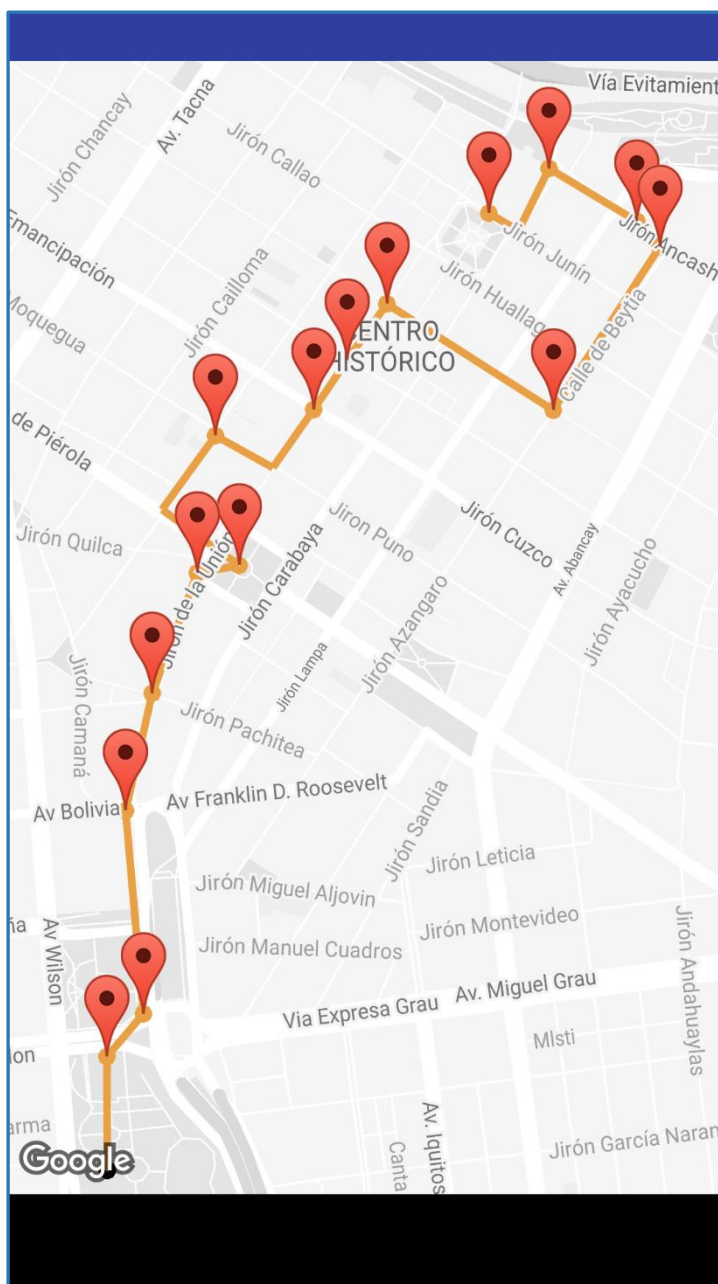 Vía Evitamient
Av. Tacna
Jirón Chancay
Jirón Callao
Jirón Ancash
Jirón Junín
Emancipación
Jirón Cailloma
Jirón Huallag
Calle de Beytia
Moquegua
ENTRO
HISTÓRICO
de Piérola
Jirón Quilca
Jirón de la Unión
Jirón Carabaya
Jiron Puno
Jirón Cuzco
Av. Abancay
Jirón Ayacucho
Jirón Azangaro
Jirón Lampa
Jirón Camaná
Jirón Pachitea
Av Bolivia
Av Franklin D. Roosevelt
Jirón Sandia
Jirón Leticia
Jirón Miguel Aljovin
ña
Av Wilson
Jirón Manuel Cuadros
Jirón Montevideo
Jirón Andahuaylas
Via Expresa Grau
Av. Miguel Grau
lon
MIsti
arma
Av. Iquitos
Canta
Jirón García Naran
Google